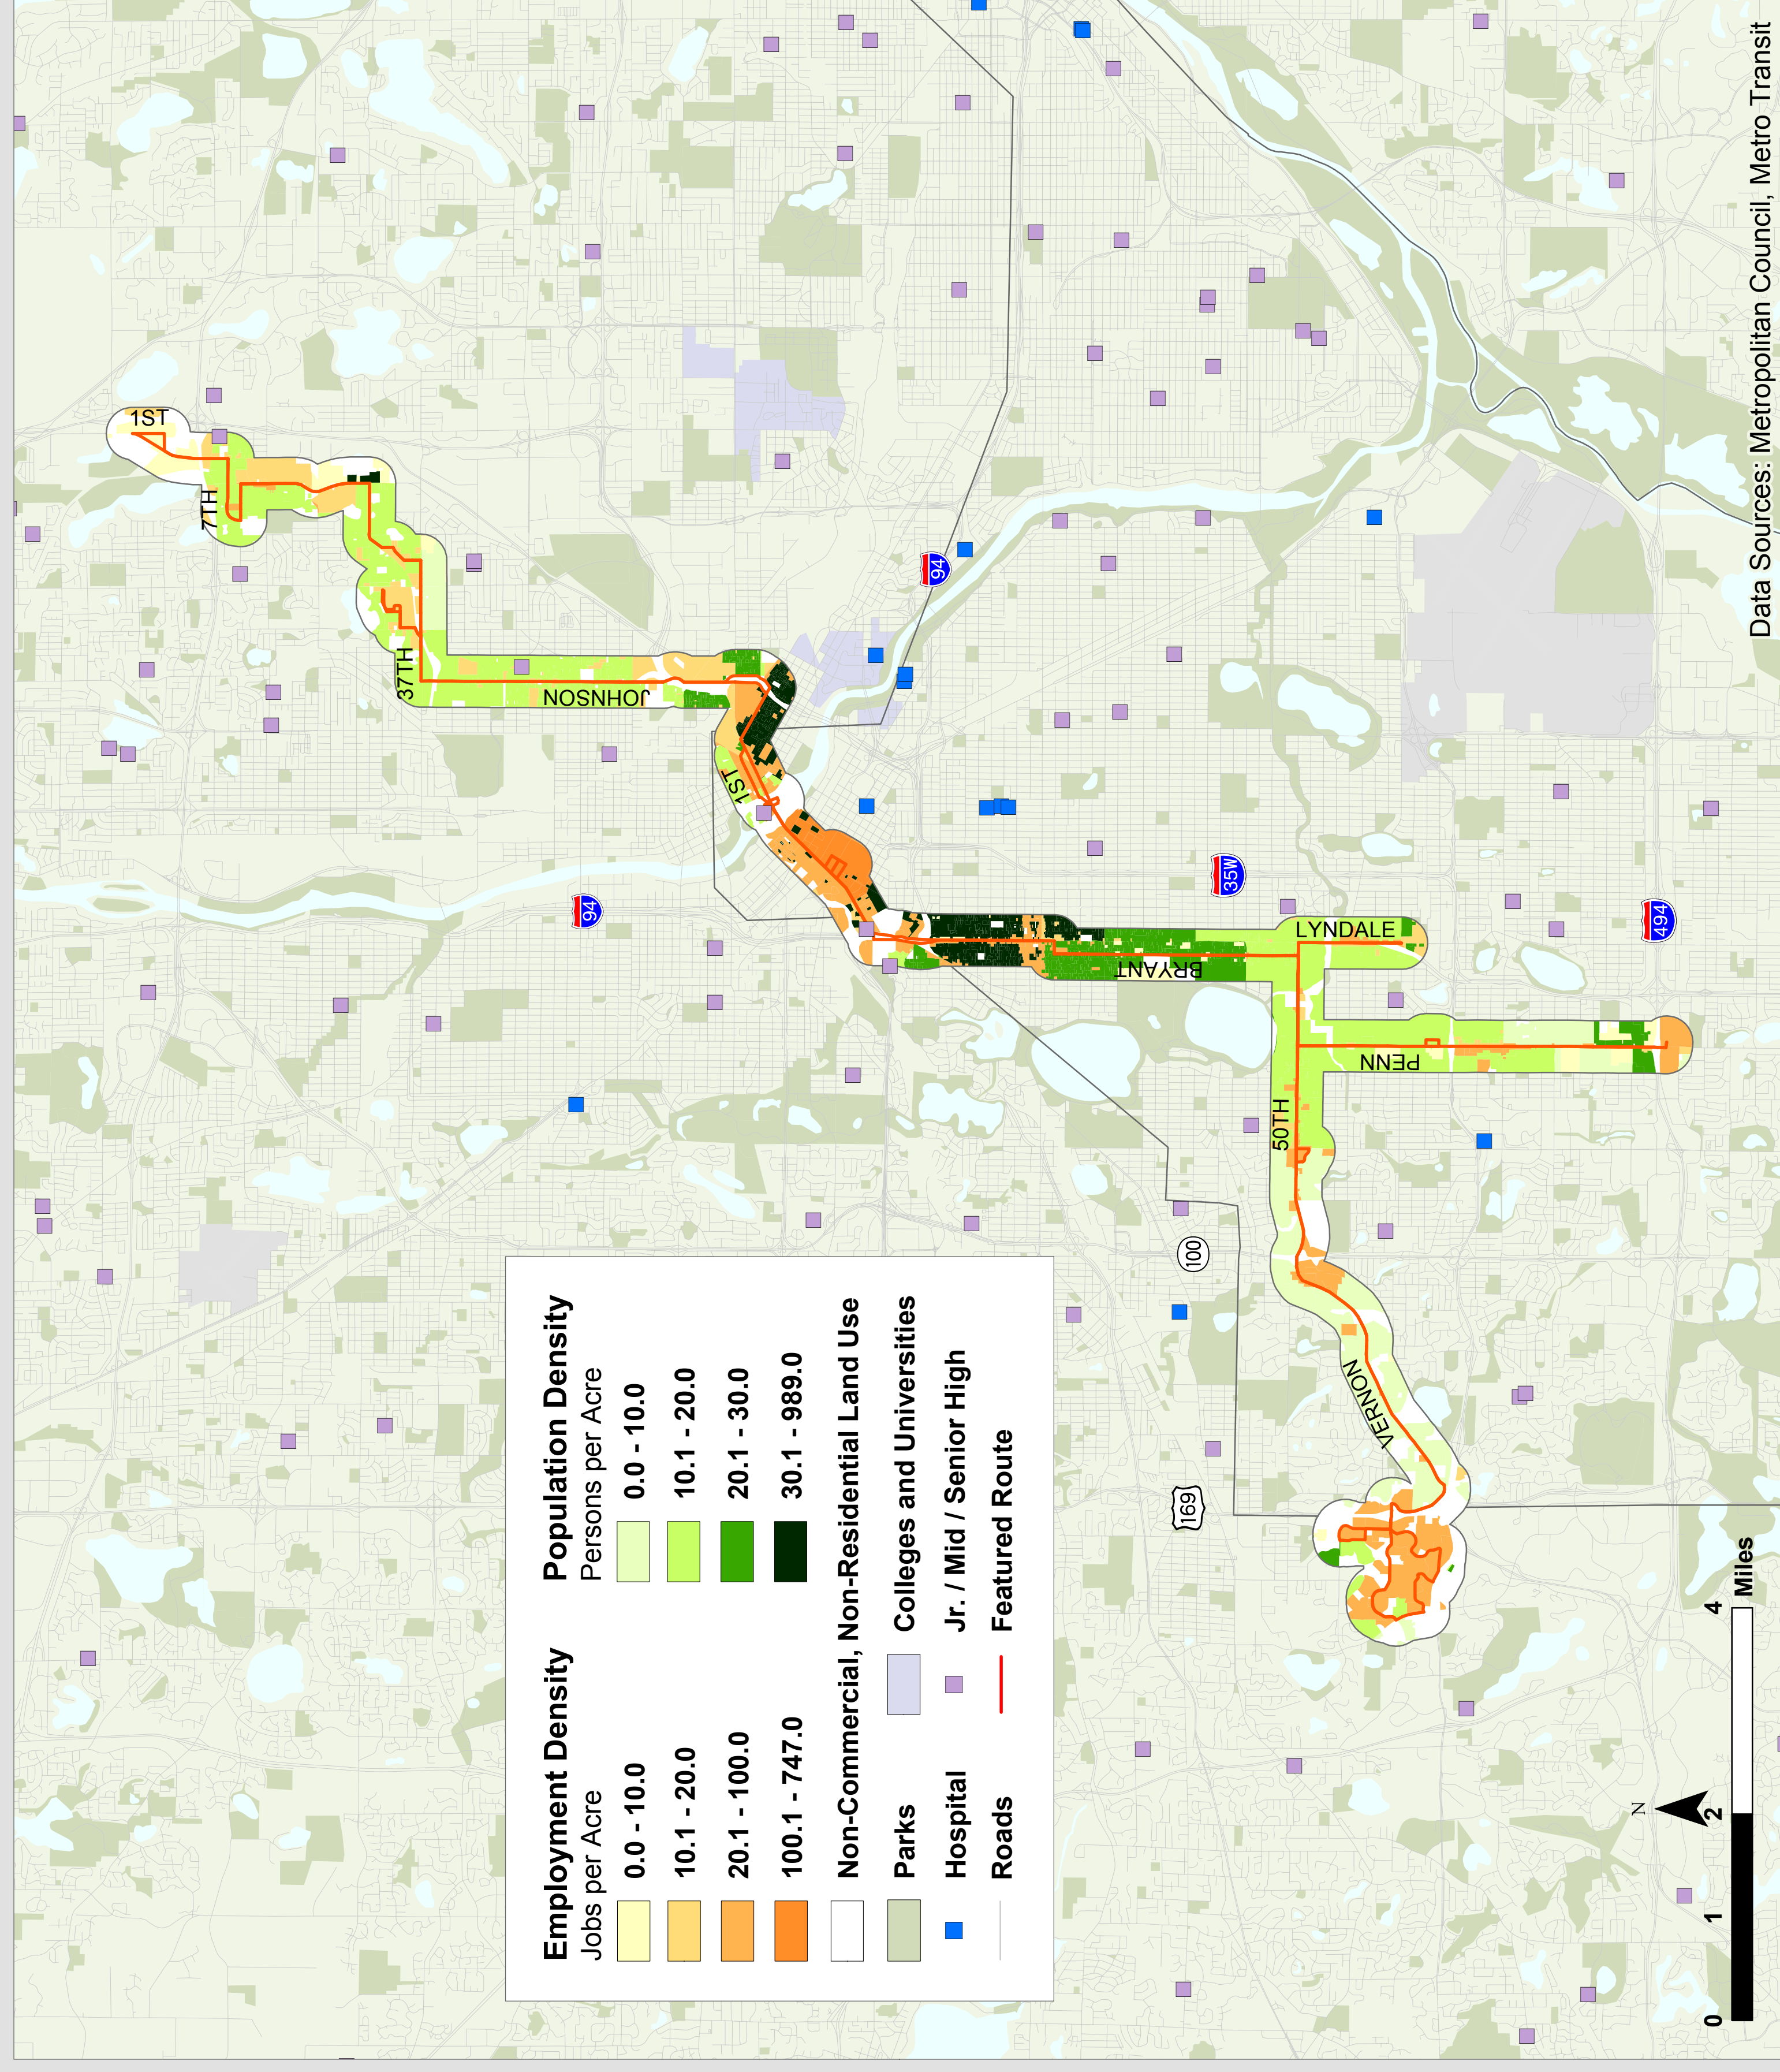 Employment Density
Jobs per Acre
0.0 - 10.0
10.1 - 20.0
20.1 - 100.0
100.1 - 747.0
Population Density
Persons per Acre
0.0 - 10.0
10.1 - 20.0
20.1 - 30.0
30.1 - 989.0
Non-Commercial, Non-Residential Land Use
Parks
Colleges and Universities
Hospital
Jr. / Mid / Senior High
Roads
Featured Route
1ST
7TH
37TH
JOHNSON
1ST
94
94
35W
494
LYNDALE
BRYANT
PENN
50TH
100
169
VERNON
N
0
1
2
4
Miles
Data Sources: Metropolitan Council, Metro Transit